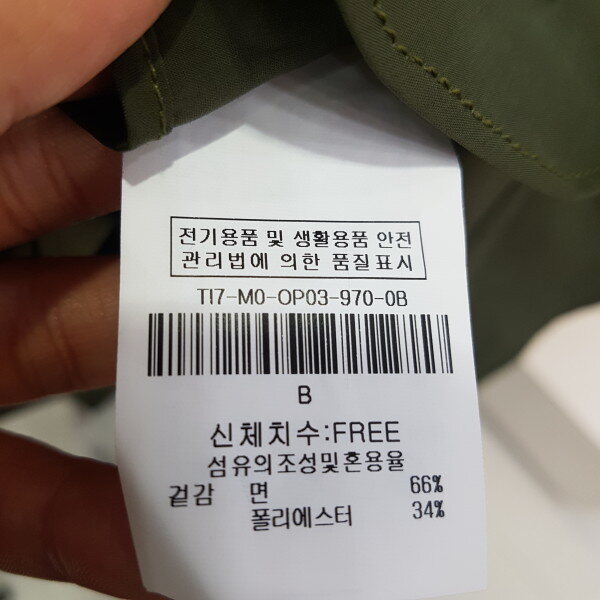 전기용품 및 생활용품 안전
관리법에 의한 품질표시
TI7-M0-OP03-970-0B
B
신체치수:FREE
섬유의조성및혼용율
겉감 면 66%
폴리에스터 34%